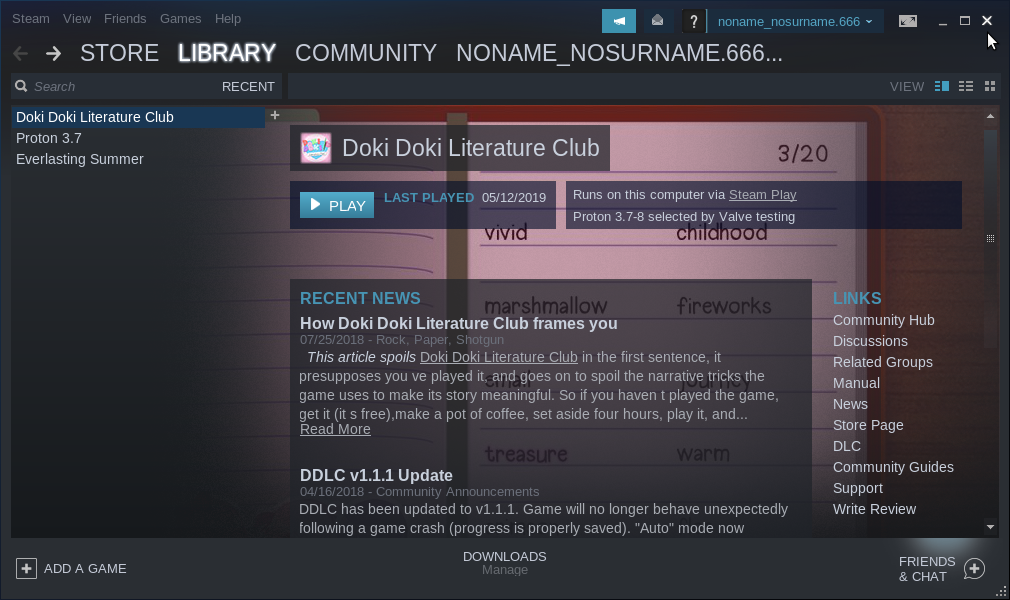 Steam View Friends Games Help
? noname_nosurname.666
STORE LIBRARY COMMUNITY NONAME_NOSURNAME.666...
Search RECENT VIEW
Doki Doki Literature Club +
Proton 3.7
Everlasting Summer
Doki Doki Literature Club
3/20
PLAY LAST PLAYED 05/12/2019
Runs on this computer via Steam Play
Proton 3.7-8 selected by Valve testing
vivid childhood
marshmallow fireworks
small journey
treasure warm
RECENT NEWS
How Doki Doki Literature Club frames you
07/25/2018 - Rock, Paper, Shotgun
This article spoils Doki Doki Literature Club in the first sentence, it
presupposes you ve played it, and goes on to spoil the narrative tricks the
game uses to make its story meaningful. So if you haven t played the game,
get it (it s free),make a pot of coffee, set aside four hours, play it, and...
Read More
DDLC v1.1.1 Update
04/16/2018 - Community Announcements
DDLC has been updated to v1.1.1. Game will no longer behave unexpectedly
following a game crash (progress is properly saved). "Auto" mode now
LINKS
Community Hub
Discussions
Related Groups
Manual
News
Store Page
DLC
Community Guides
Support
Write Review
+ ADD A GAME
DOWNLOADS
Manage
FRIENDS
& CHAT